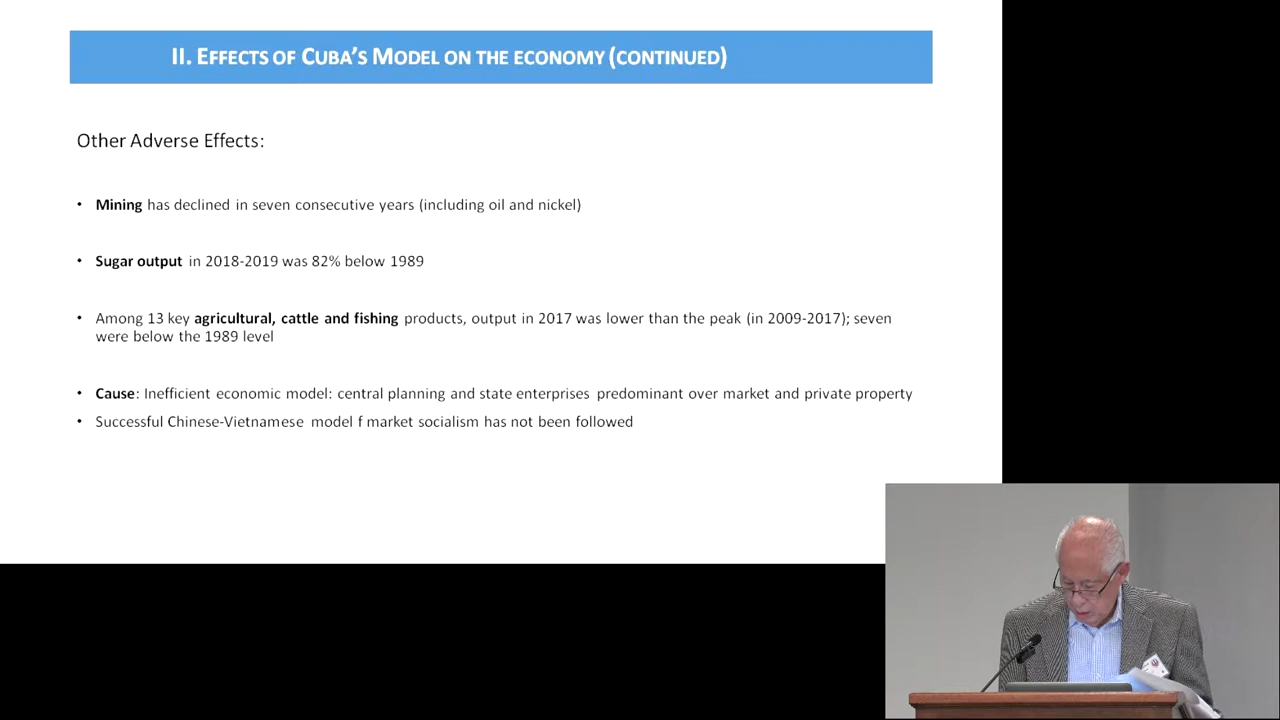 II. EFFECTS OF CUBA'S MODEL ON THE ECONOMY (CONTINUED)
Other Adverse Effects:
• Mining has declined in seven consecutive years (including oil and nickel)
• Sugar output in 2018-2019 was 82% below 1989
• Among 13 key agricultural, cattle and fishing products, output in 2017 was lower than the peak (in 2009-2017); seven
were below the 1989 level
• Cause: Inefficient economic model: central planning and state enterprises predominant over market and private property
• Successful Chinese-Vietnamese model f market socialism has not been followed